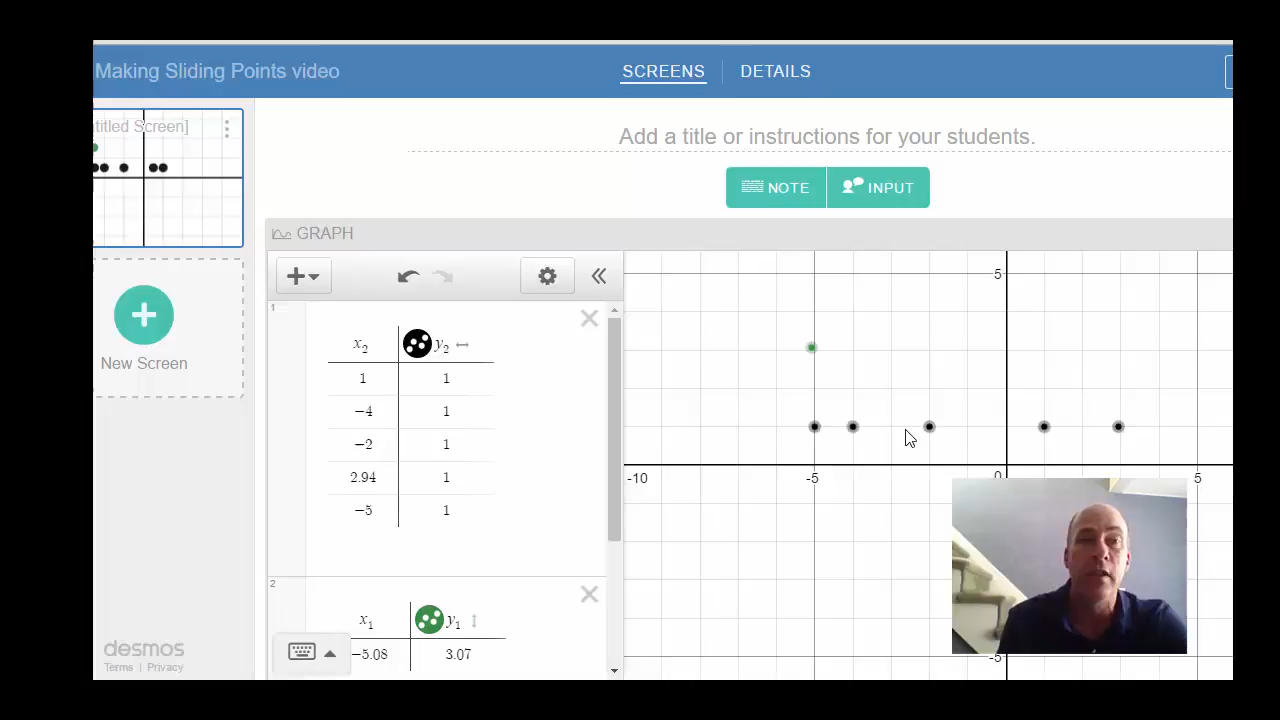 Making Sliding Points video
SCREENS
DETAILS
titled Screen]
Add a title or instructions for your students.
NOTE
INPUT
GRAPH
New Screen
1
x₂ y₂
1 1
−4 1
−2 1
2.94 1
−5 1
2
x₁ y₁
−5.08 3.07
5
-10 -5 0 5
-5
desmos
Terms | Privacy